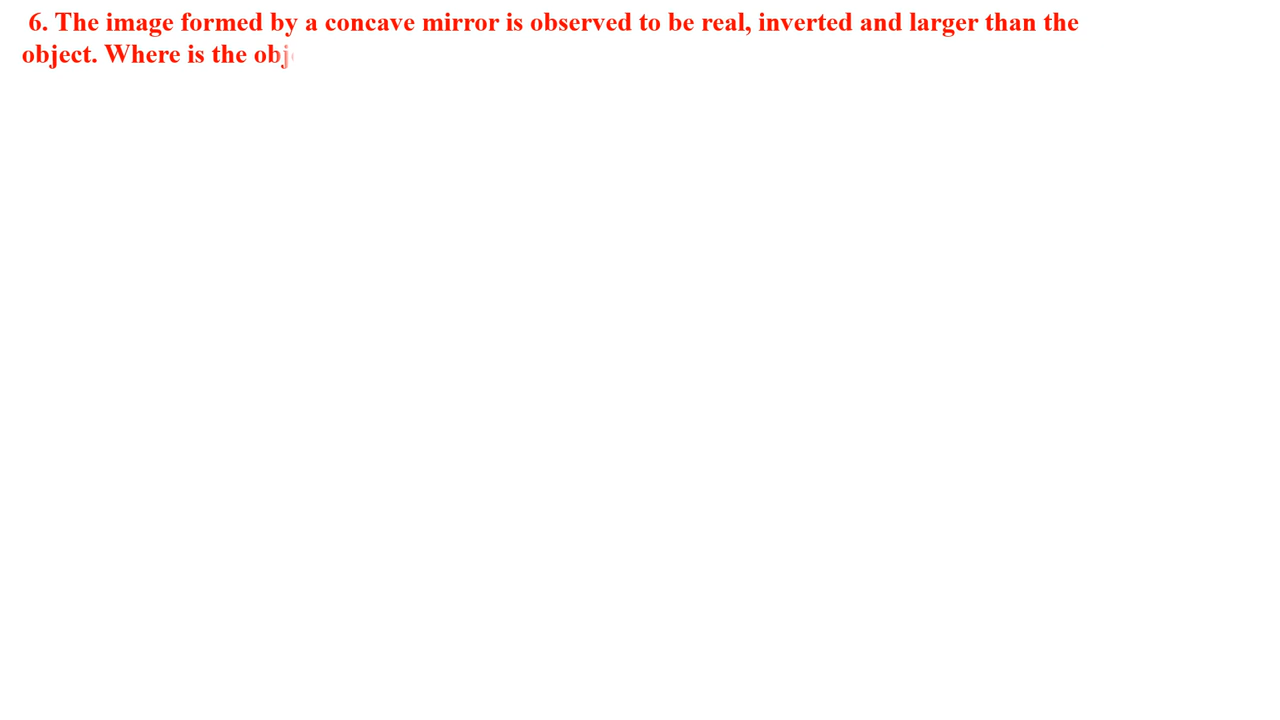 6. The image formed by a concave mirror is observed to be real, inverted and larger than the
object. Where is the obj